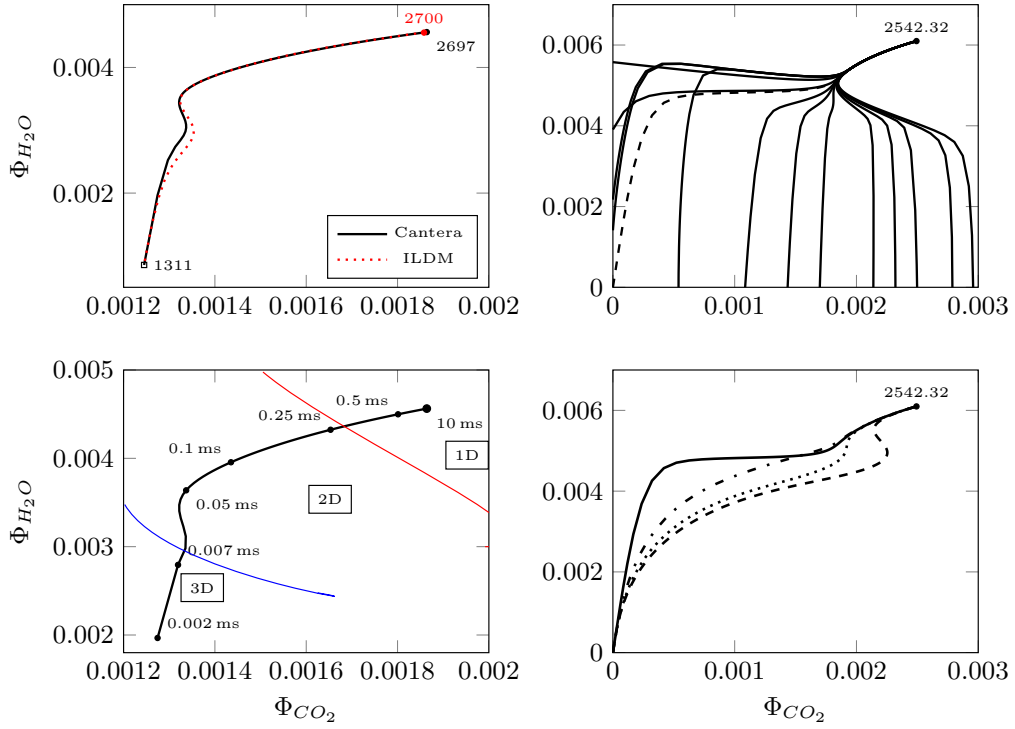 2700
2697
0.004
0.002
Φ_{H_2O}
1311
Cantera
ILDM
0.0012 0.0014 0.0016 0.0018 0.002
2542.32
0.006
0.004
0.002
0
0 0.001 0.002 0.003
0.005
0.004
0.003
0.002
Φ_{H_2O}
0.5 ms
0.25 ms
10 ms
0.1 ms
1D
2D
0.05 ms
0.007 ms
3D
0.002 ms
0.0012 0.0014 0.0016 0.0018 0.002
Φ_{CO_2}
2542.32
0.006
0.004
0.002
0
0 0.001 0.002 0.003
Φ_{CO_2}